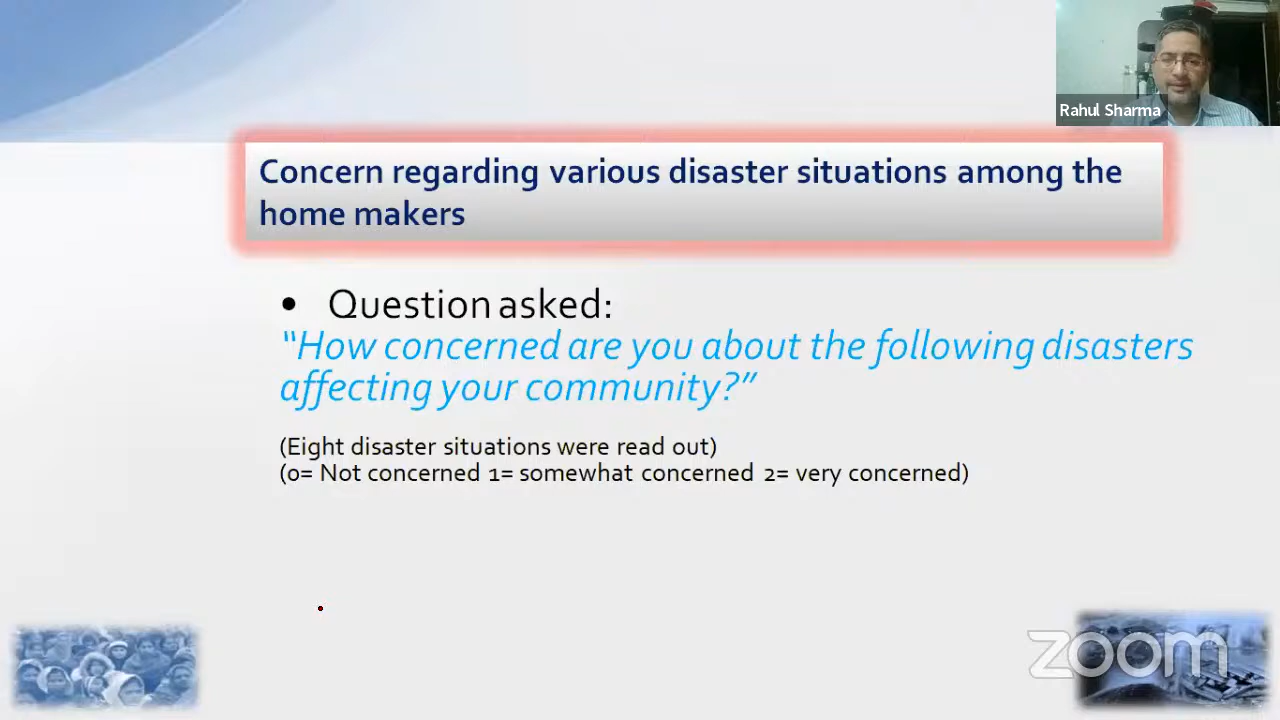 Rahul Sharma
Concern regarding various disaster situations among the
home makers
• Question asked:
“How concerned are you about the following disasters
affecting your community?”
(Eight disaster situations were read out)
(0= Not concerned 1= somewhat concerned 2= very concerned)
zoom